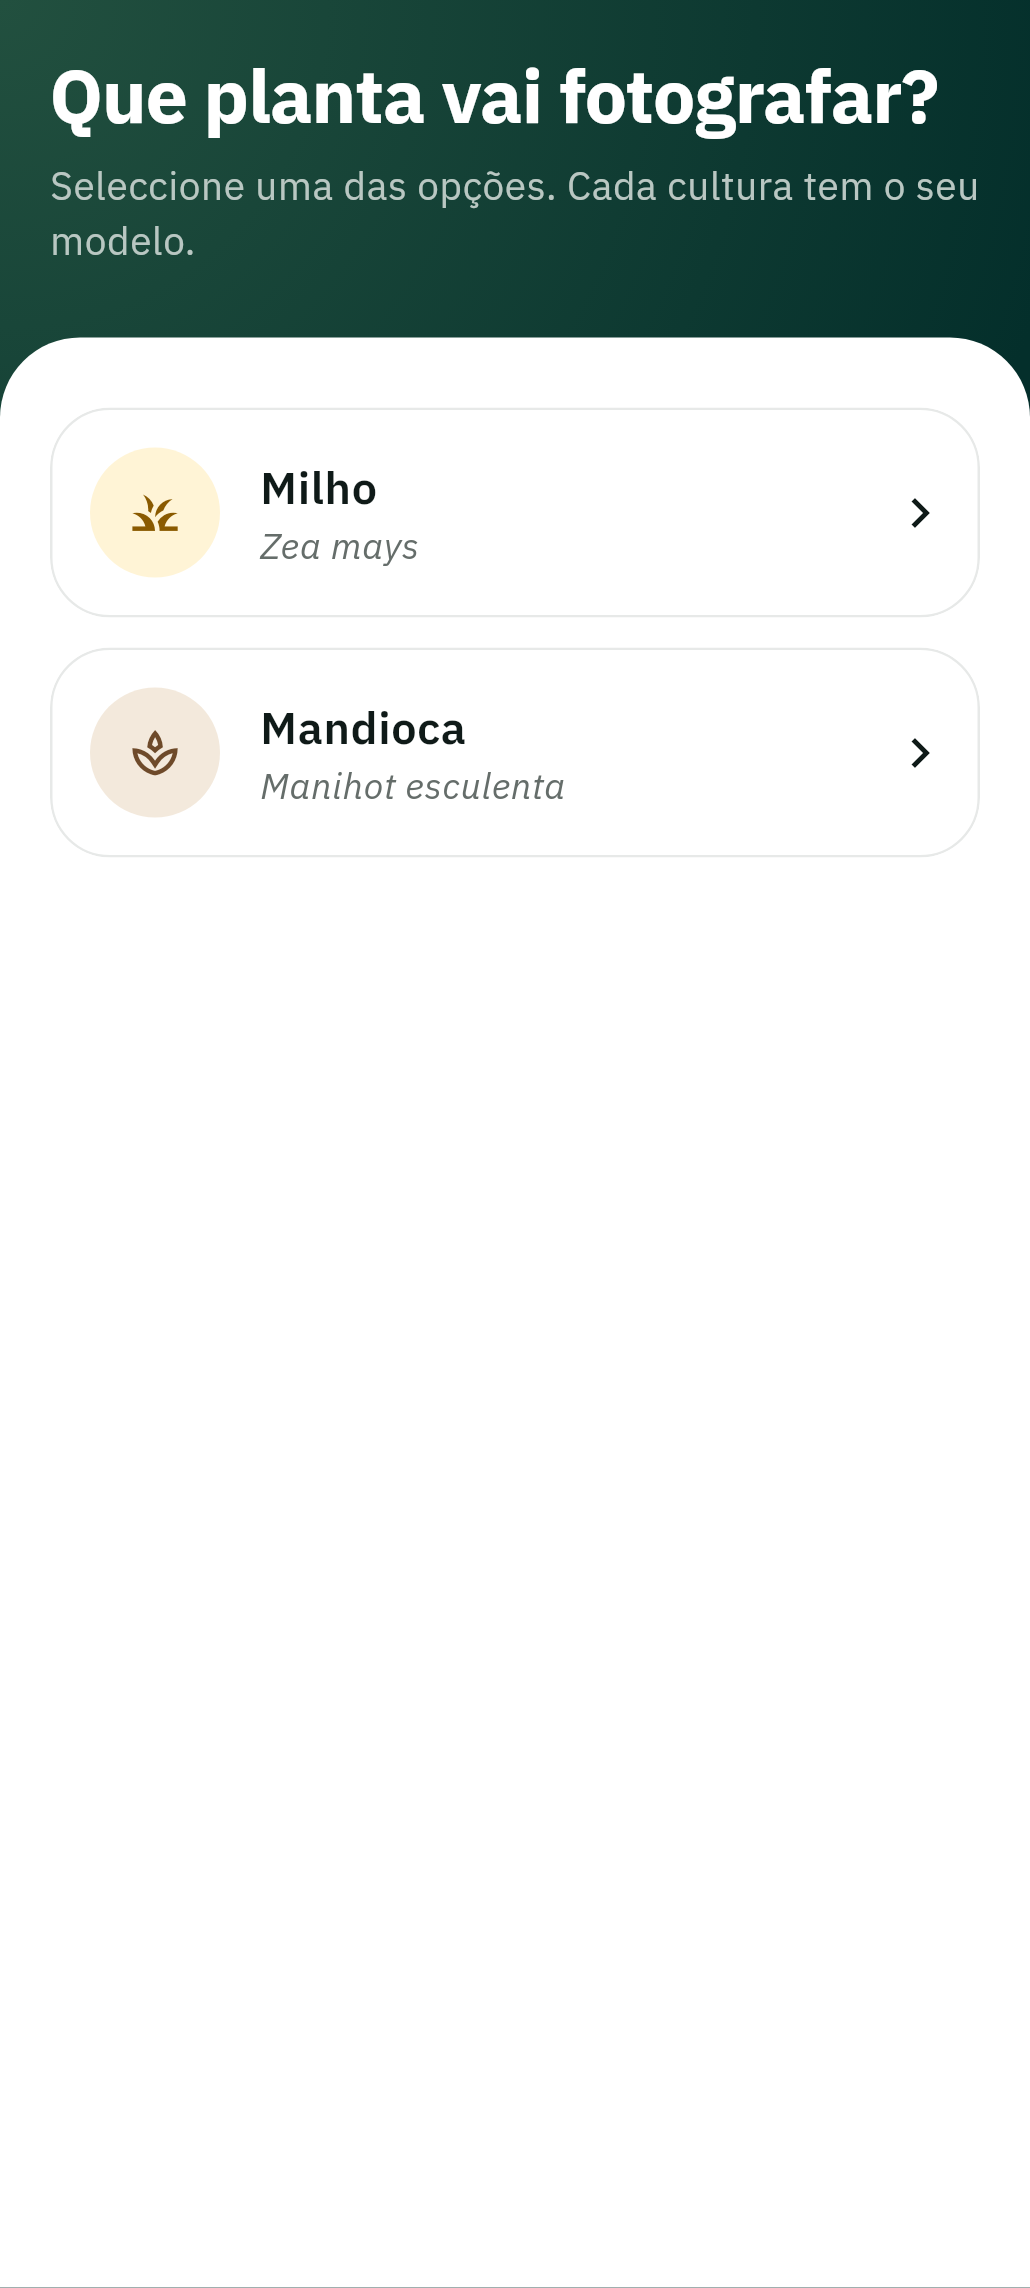 Que planta vai fotografar?
Seleccione uma das opções. Cada cultura tem o seu
modelo.
Milho
Zea mays
Mandioca
Manihot esculenta